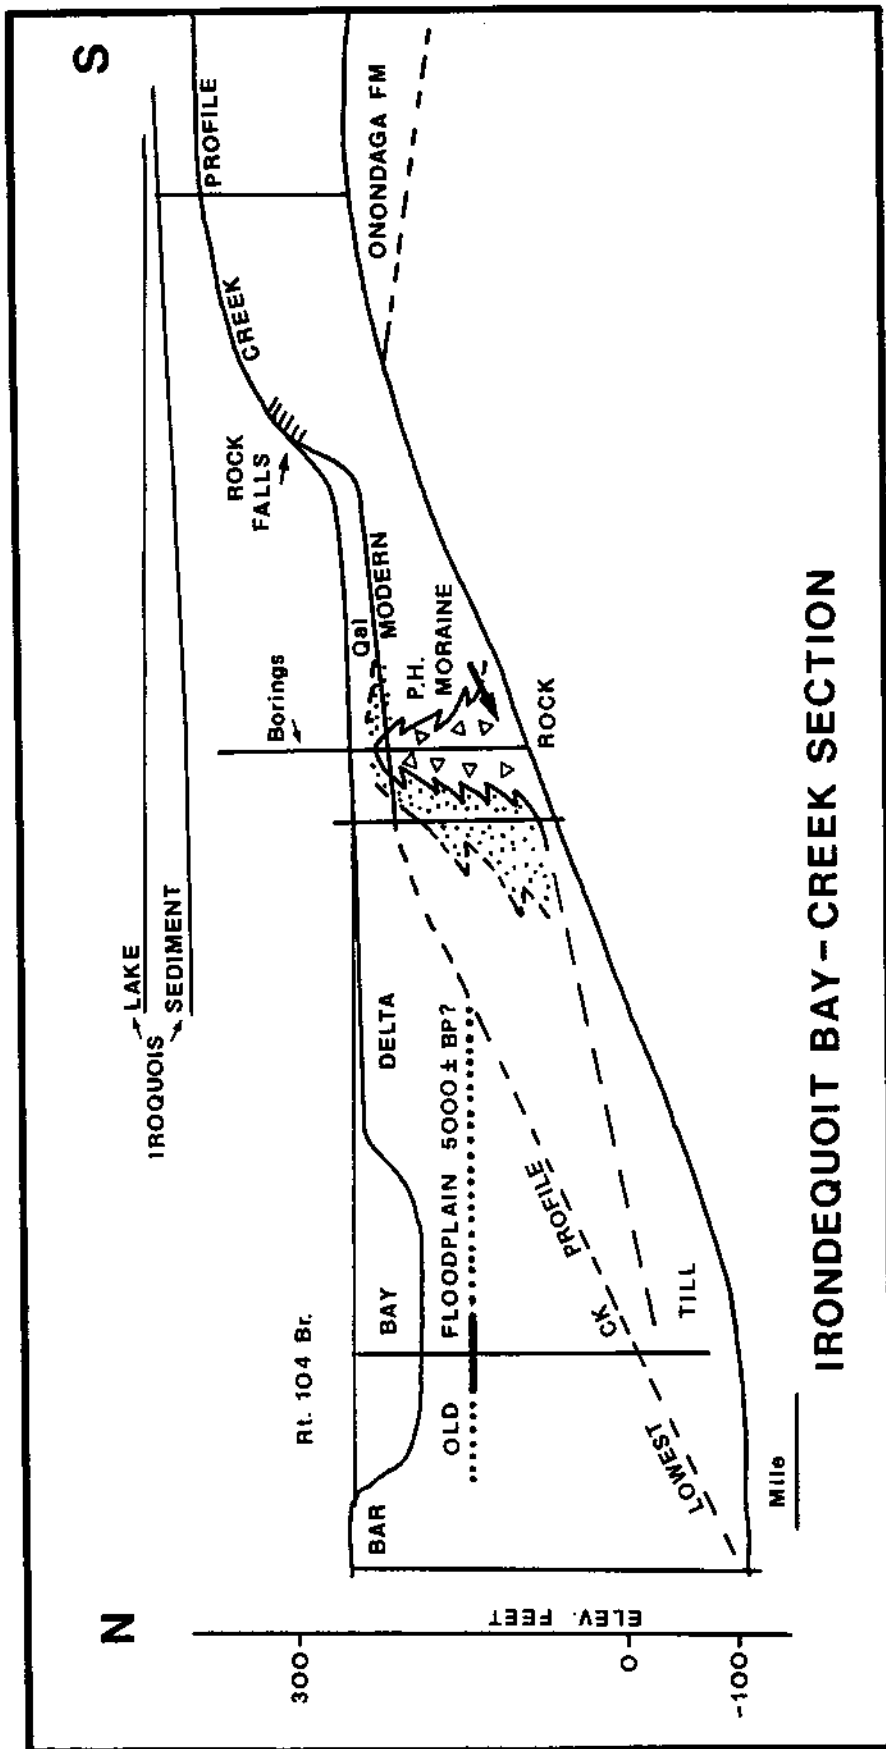 N
S
IROQUOIS
LAKE
SEDIMENT
PROFILE
CREEK
ROCK
FALLS
Borings
Rt. 104 Br.
Qal
MODERN
ONONDAGA FM
BAR
BAY
DELTA
P.H.
MORAINE
OLD FLOODPLAIN 5000 ± BP?
ROCK
LOWEST CK PROFILE
TILL
ELEV. FEET
300
0
-100
Mile
IRONDEQUOIT BAY-CREEK SECTION